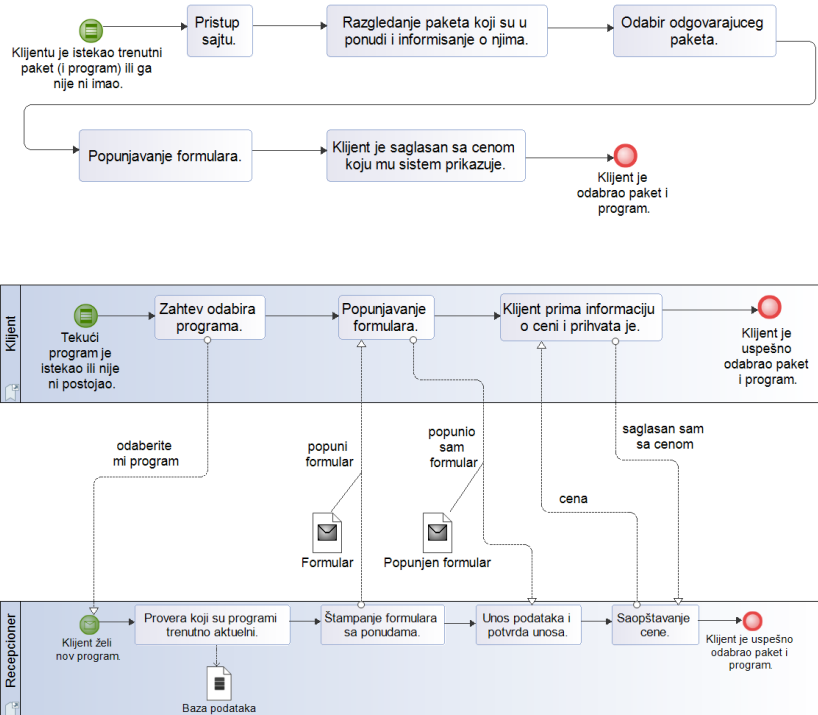 Klijentu je istekao trenutni
paket (i program) ili ga
nije ni imao.
Pristup
sajtu.
Razgledanje paketa koji su u
ponudi i informisanje o njima.
Odabir odgovarajuceg
paketa.
Popunjavanje formulara.
Klijent je saglasan sa cenom
koju mu sistem prikazuje.
Klijent je
odabrao paket i
program.
Klijent
Tekući
program je
istekao ili nije
ni postojao.
Zahtev odabira
programa.
Popunjavanje
formulara.
Klijent prima informaciju
o ceni i prihvata je.
Klijent je
uspešno
odabrao paket
i program.
odaberite
mi program
popuni
formular
popunio
sam
formular
saglasan sam
sa cenom
cena
Formular
Popunjen formular
Recepcioner
Klijent želi
nov program.
Provera koji su programi
trenutno aktuelni.
Štampanje formulara
sa ponudama.
Unos podataka i
potvrda unosa.
Saopštavanje
cene.
Klijent je uspešno
odabrao paket i
program.
Baza podataka